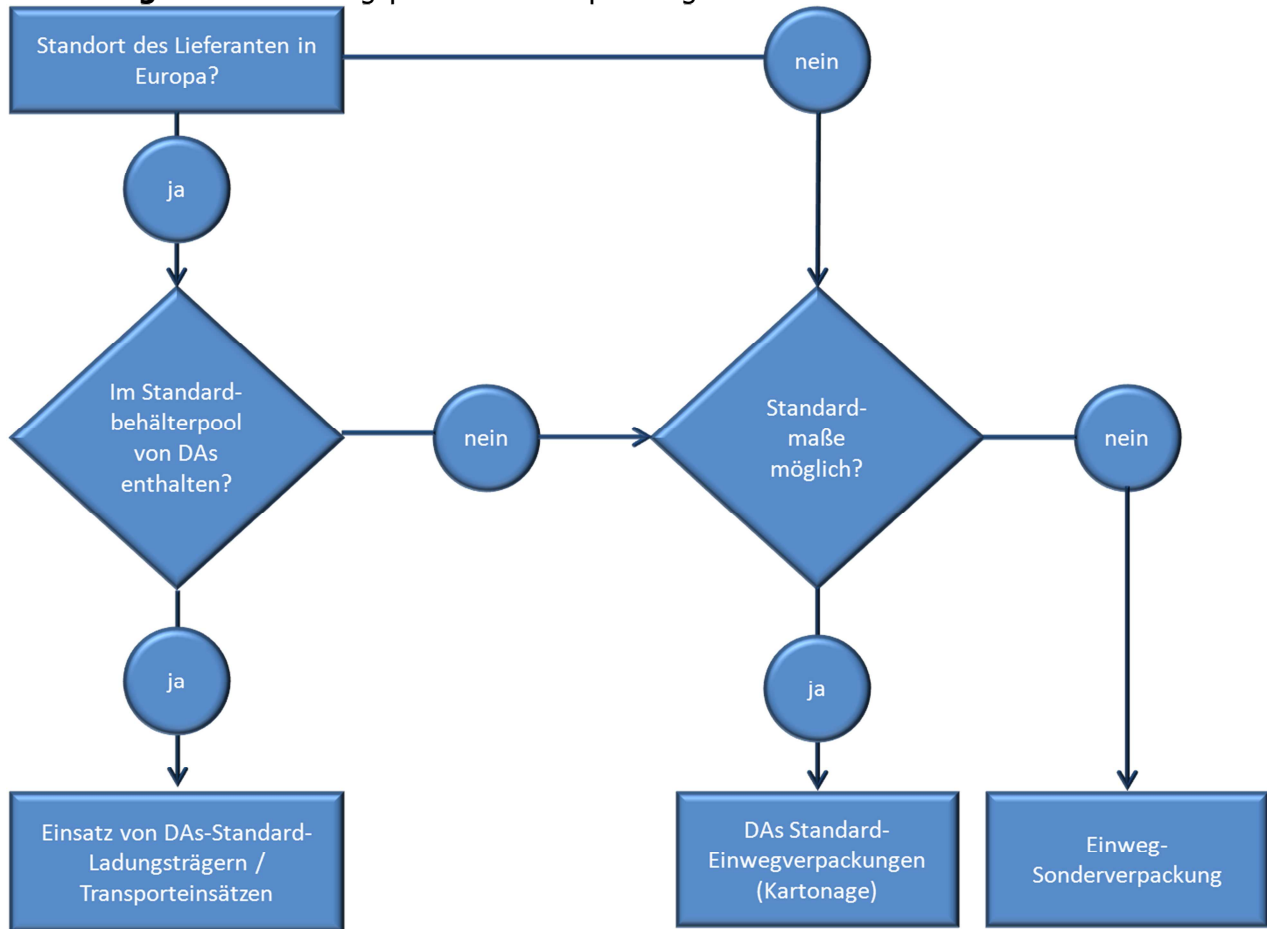 Standort des Lieferanten in
Europa?
nein
ja
Im Standard-
behälterpool
von DAs
enthalten?
nein
Standard-
maße
möglich?
nein
ja
ja
Einsatz von DAs-Standard-
Ladungsträgern /
Transporteinsätzen
DAs Standard-
Einwegverpackungen
(Kartonage)
Einweg-
Sonderverpackung